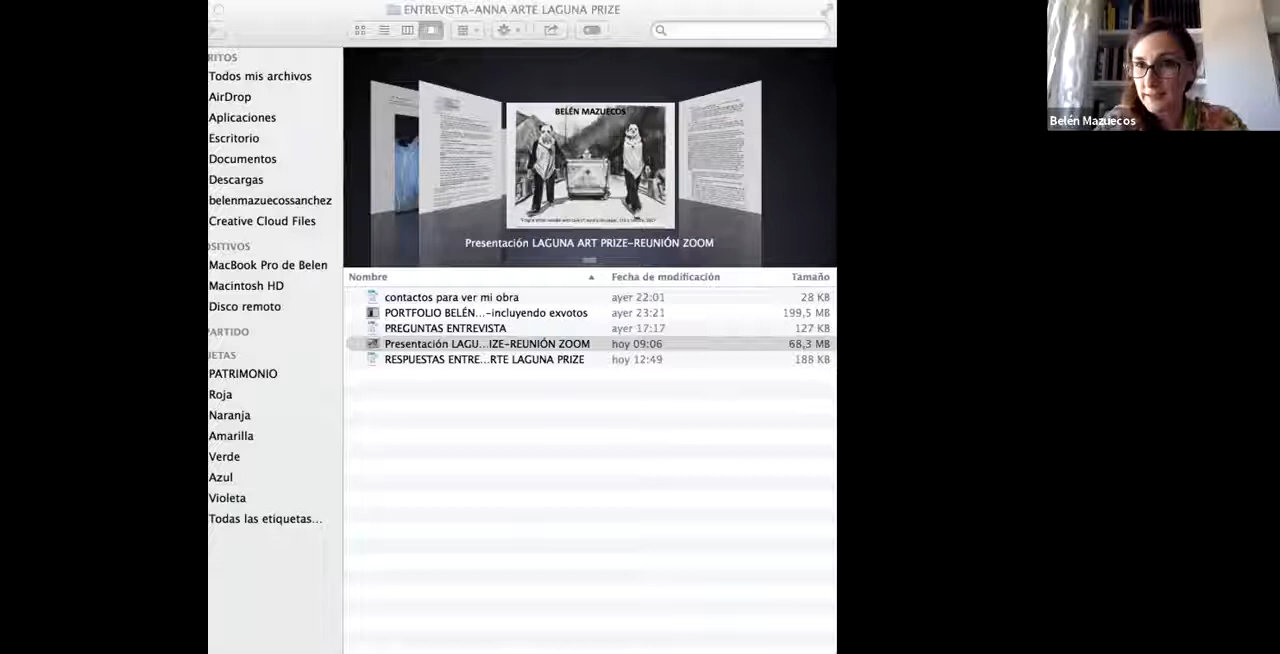 ENTREVISTA-ANNA ARTE LAGUNA PRIZE
RITOS
Todos mis archivos
AirDrop
Aplicaciones
Escritorio
Documentos
Descargas
belenmazuecossanchez
Creative Cloud Files
OSITIVOS
MacBook Pro de Belen
Macintosh HD
Disco remoto
PARTIDO
UETAS
PATRIMONIO
Roja
Naranja
Amarilla
Verde
Azul
Violeta
Todas las etiquetas...
BELÉN MAZUECOS
Presentación LAGUNA ART PRIZE-REUNIÓN ZOOM
Nombre Fecha de modificación Tamaño
contactos para ver mi obra ayer 22:01 28 KB
PORTFOLIO BELÉN...-incluyendo exvotos ayer 23:21 199,5 MB
PREGUNTAS ENTREVISTA ayer 17:17 127 KB
Presentación LAGU...IZE-REUNIÓN ZOOM hoy 09:06 68,3 MB
RESPUESTAS ENTRE...RTE LAGUNA PRIZE hoy 12:49 188 KB
Belén Mazuecos